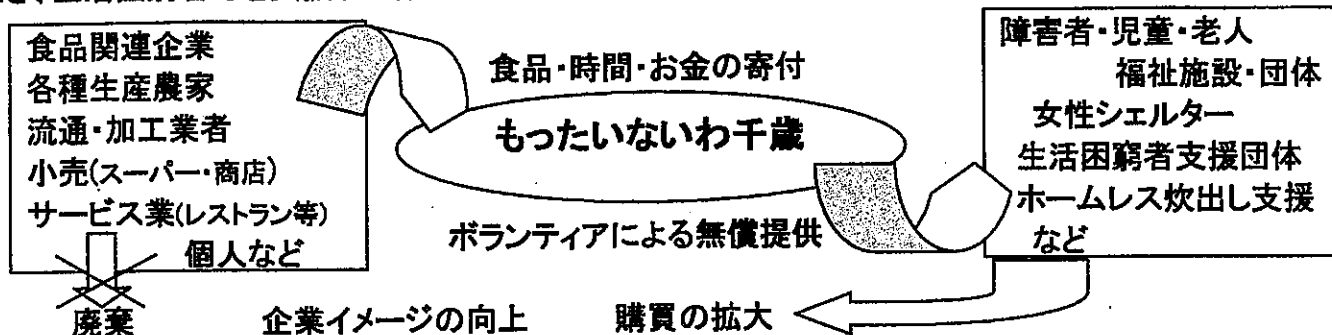 食品関連企業
各種生産農家
流通・加工業者
小売(スーパー・商店)
サービス業(レストラン等)
個人など
廃棄
食品・時間・お金の寄付
もったいないわ千歳
ボランティアによる無償提供
企業イメージの向上
購買の拡大
障害者・児童・老人
福祉施設・団体
女性シェルター
生活困窮者支援団体
ホームレス炊出し支援
など